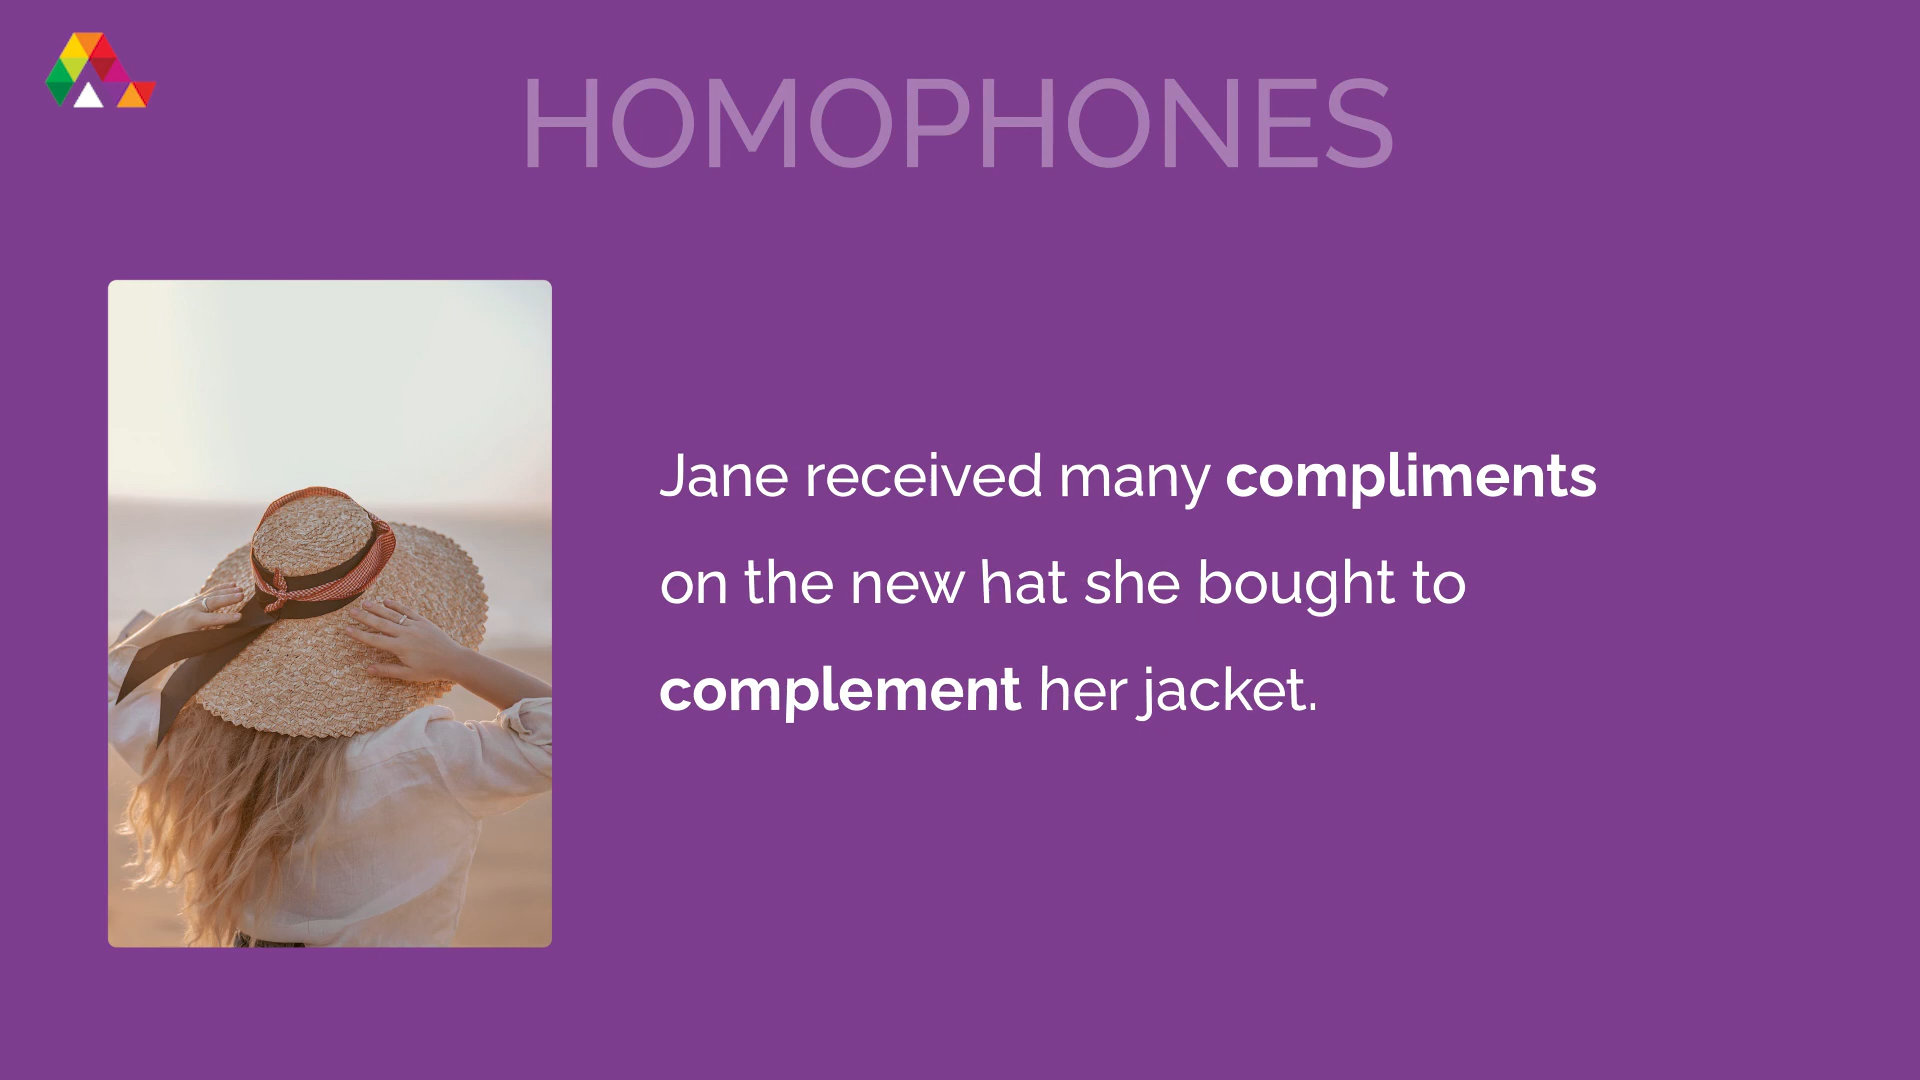 HOMOPHONES
Jane received many compliments
on the new hat she bought to
complement her jacket.